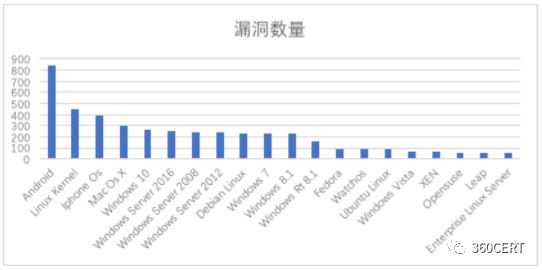 漏洞数量
900
800
700
600
500
400
300
200
100
0
Android
Linux Kernel
Iphone Os
Mac Os X
Windows 10
Windows Server 2016
Windows Server 2008
Windows Server 2012
Debian Linux
Windows 7
Windows 8.1
Windows Rt 8.1
Fedora
Watchos
Ubuntu Linux
Windows Vista
XEN
Opensuse
Leap
Enterprise Linux Server
360CERT